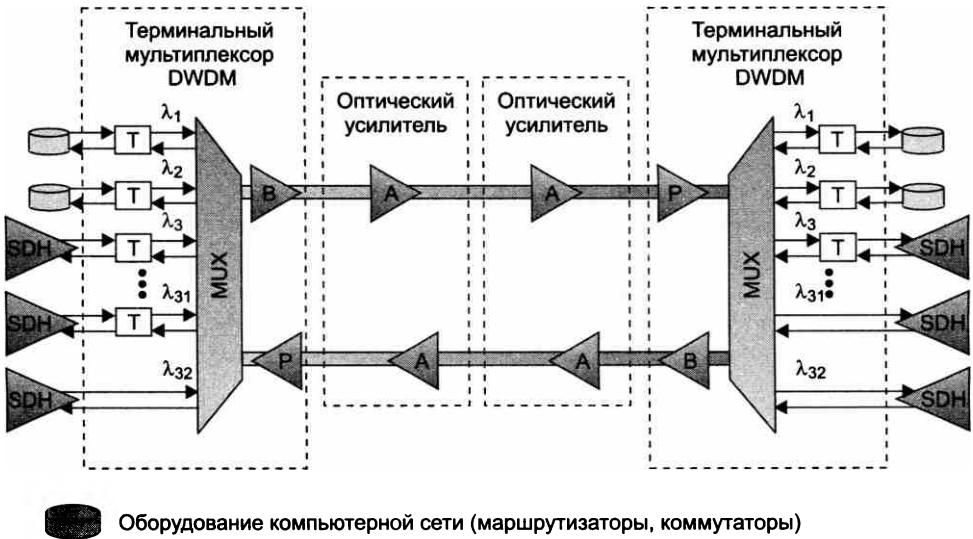 Терминальный
мультиплексор
DWDM
Терминальный
мультиплексор
DWDM
Оптический
усилитель
Оптический
усилитель
λ1
T
λ2
T
λ3
SDH
T
λ31
SDH
T
λ32
SDH
MUX
B
A
A
P
P
A
A
B
MUX
λ1
T
λ2
T
λ3
T
SDH
λ31
SDH
λ32
SDH
Оборудование компьютерной сети (маршрутизаторы, коммутаторы)